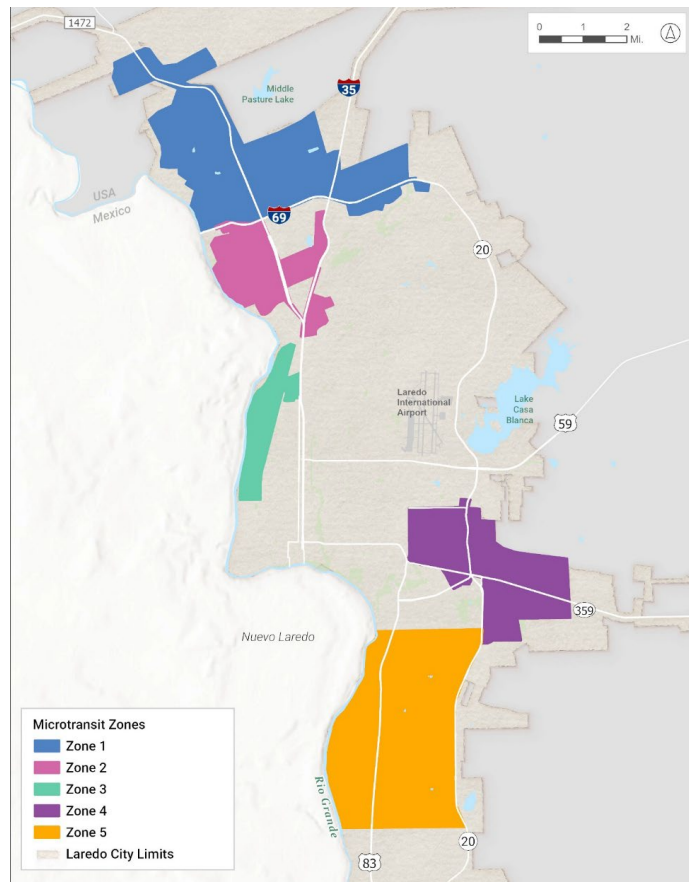 1472
0 1 2
Mi.
Middle
Pasture Lake
35
USA
Mexico
69
20
Laredo
International
Airport
Lake
Casa
Blanca
59
359
Nuevo Laredo
Rio Grande
20
83
Microtransit Zones
Zone 1
Zone 2
Zone 3
Zone 4
Zone 5
Laredo City Limits